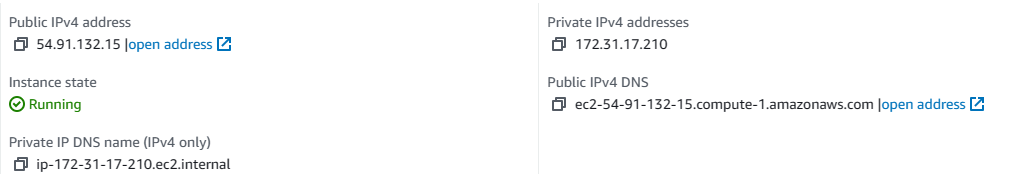 Public IPv4 address
54.91.132.15 |open address
Instance state
Running
Private IP DNS name (IPv4 only)
ip-172-31-17-210.ec2.internal
Private IPv4 addresses
172.31.17.210
Public IPv4 DNS
ec2-54-91-132-15.compute-1.amazonaws.com |open address